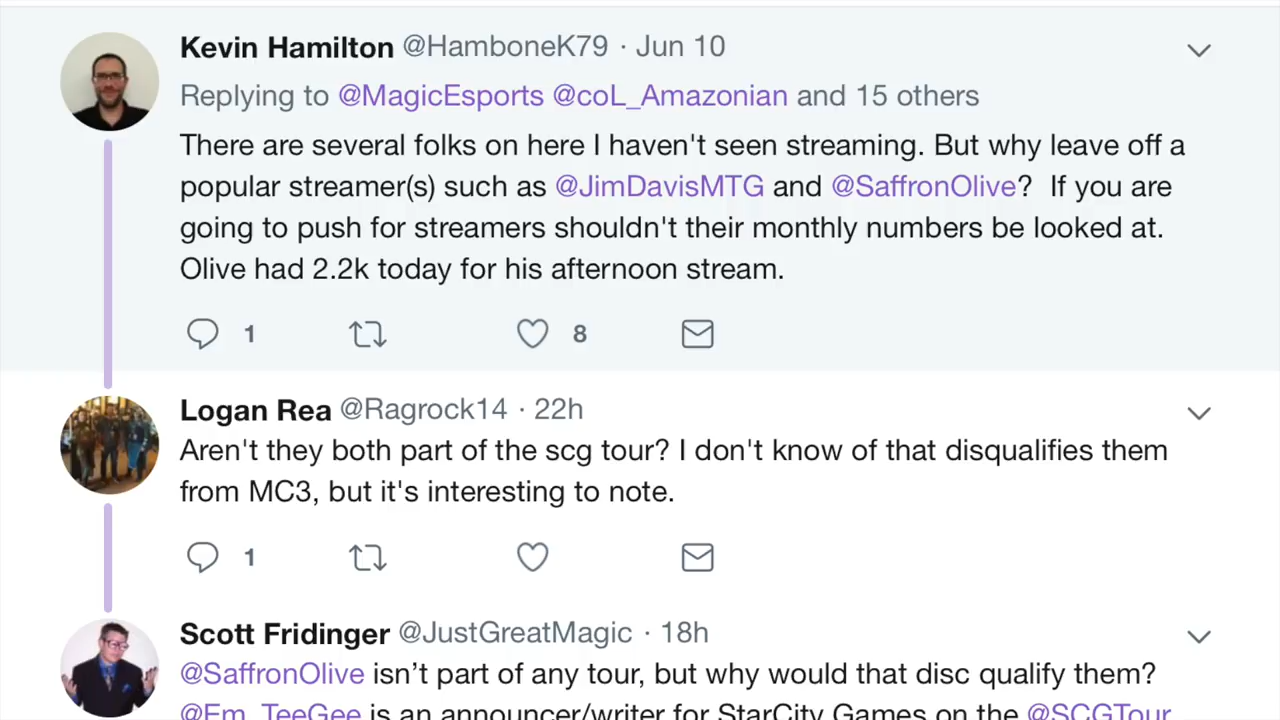 Kevin Hamilton @HamboneK79 · Jun 10
Replying to @MagicEsports @coL_Amazonian and 15 others
There are several folks on here I haven't seen streaming. But why leave off a
popular streamer(s) such as @JimDavisMTG and @SaffronOlive?  If you are
going to push for streamers shouldn't their monthly numbers be looked at.
Olive had 2.2k today for his afternoon stream.
1 8
Logan Rea @Ragrock14 · 22h
Aren't they both part of the scg tour? I don't know of that disqualifies them
from MC3, but it's interesting to note.
1
Scott Fridinger @JustGreatMagic · 18h
@SaffronOlive isn’t part of any tour, but why would that disc qualify them?
@Em_TeeGee is an announcer/writer for StarCity Games on the @SCGTour